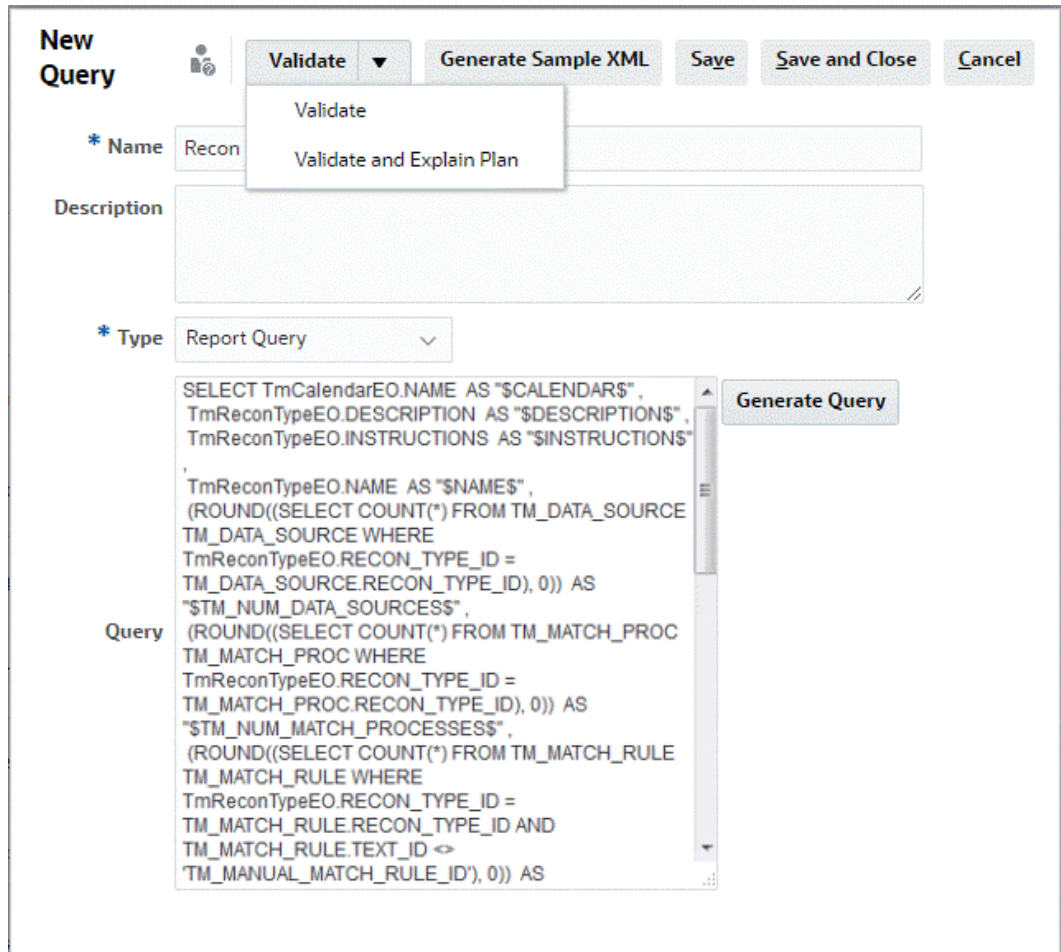 New
Query
Validate
Generate Sample XML
Save
Save and Close
Cancel
Validate
Validate and Explain Plan
* Name
Recon
Description
* Type
Report Query
Query
SELECT TmCalendarEO.NAME AS "$CALENDAR$" ,
TmReconTypeEO.DESCRIPTION AS "$DESCRIPTION$" ,
TmReconTypeEO.INSTRUCTIONS AS "$INSTRUCTION$"
,
TmReconTypeEO.NAME AS "$NAME$" ,
(ROUND((SELECT COUNT(*) FROM TM_DATA_SOURCE
TM_DATA_SOURCE WHERE
TmReconTypeEO.RECON_TYPE_ID =
TM_DATA_SOURCE.RECON_TYPE_ID), 0)) AS
"$TM_NUM_DATA_SOURCES$" ,
(ROUND((SELECT COUNT(*) FROM TM_MATCH_PROC
TM_MATCH_PROC WHERE
TmReconTypeEO.RECON_TYPE_ID =
TM_MATCH_PROC.RECON_TYPE_ID), 0)) AS
"$TM_NUM_MATCH_PROCESSES$" ,
(ROUND((SELECT COUNT(*) FROM TM_MATCH_RULE
TM_MATCH_RULE WHERE
TmReconTypeEO.RECON_TYPE_ID =
TM_MATCH_RULE.RECON_TYPE_ID AND
TM_MATCH_RULE.TEXT_ID <>
'TM_MANUAL_MATCH_RULE_ID'), 0)) AS
Generate Query